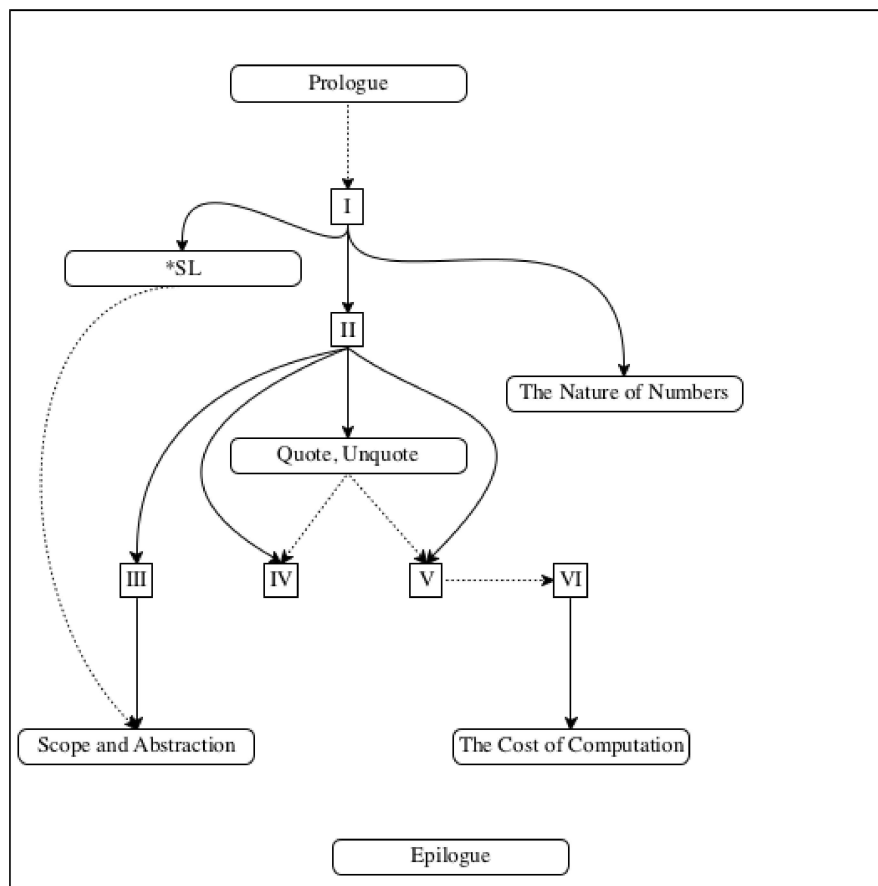 Prologue
I
*SL
II
The Nature of Numbers
Quote, Unquote
III
IV
V
VI
Scope and Abstraction
The Cost of Computation
Epilogue